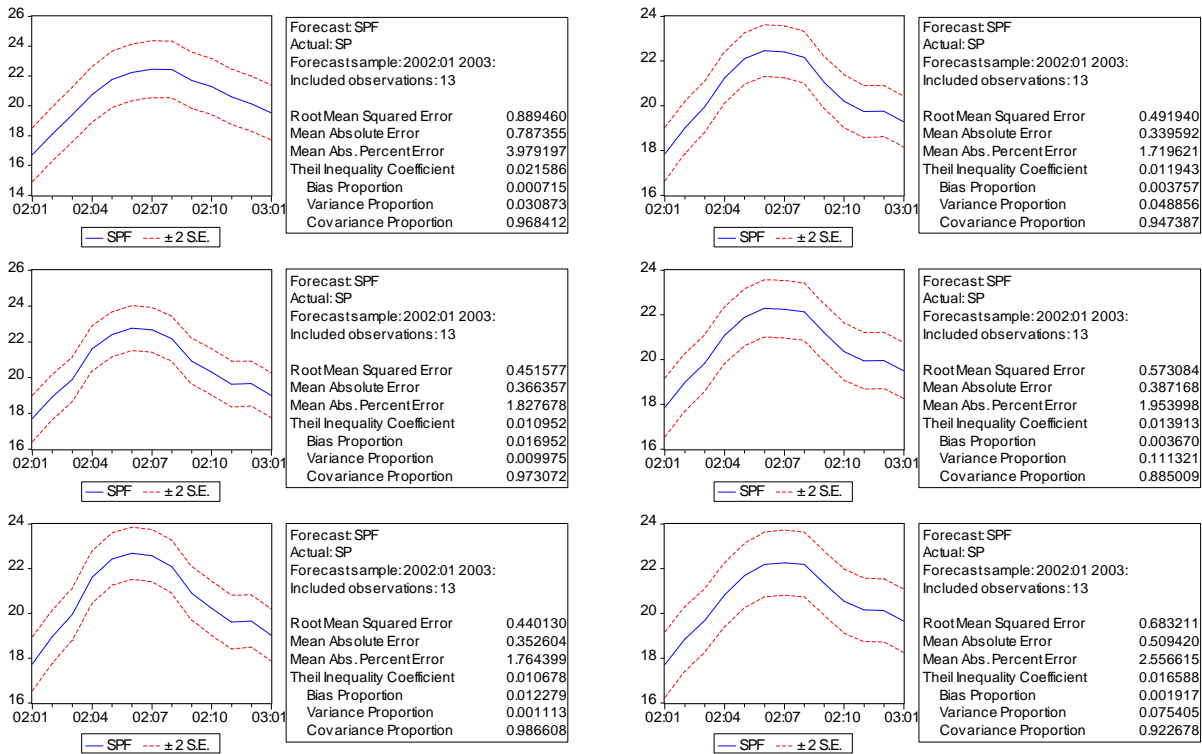 26
24
22
20
18
16
14
02:01 02:04 02:07 02:10 03:01
SPF ± 2 S.E.
Forecast: SPF
Actual: SP
Forecast sample: 2002:01 2003:
Included observations: 13
Root Mean Squared Error 0.889460
Mean Absolute Error 0.787355
Mean Abs. Percent Error 3.979197
Theil Inequality Coefficient 0.021586
Bias Proportion 0.000715
Variance Proportion 0.030873
Covariance Proportion 0.968412
24
22
20
18
16
02:01 02:04 02:07 02:10 03:01
SPF ± 2 S.E.
Forecast: SPF
Actual: SP
Forecast sample: 2002:01 2003:
Included observations: 13
Root Mean Squared Error 0.491940
Mean Absolute Error 0.339592
Mean Abs. Percent Error 1.719621
Theil Inequality Coefficient 0.011943
Bias Proportion 0.003757
Variance Proportion 0.048856
Covariance Proportion 0.947387
26
24
22
20
18
16
02:01 02:04 02:07 02:10 03:01
SPF ± 2 S.E.
Forecast: SPF
Actual: SP
Forecast sample: 2002:01 2003:
Included observations: 13
Root Mean Squared Error 0.451577
Mean Absolute Error 0.366357
Mean Abs. Percent Error 1.827678
Theil Inequality Coefficient 0.010952
Bias Proportion 0.016952
Variance Proportion 0.009975
Covariance Proportion 0.973072
24
22
20
18
16
02:01 02:04 02:07 02:10 03:01
SPF ± 2 S.E.
Forecast: SPF
Actual: SP
Forecast sample: 2002:01 2003:
Included observations: 13
Root Mean Squared Error 0.573084
Mean Absolute Error 0.387168
Mean Abs. Percent Error 1.953998
Theil Inequality Coefficient 0.013913
Bias Proportion 0.003670
Variance Proportion 0.111321
Covariance Proportion 0.885009
24
22
20
18
16
02:01 02:04 02:07 02:10 03:01
SPF ± 2 S.E.
Forecast: SPF
Actual: SP
Forecast sample: 2002:01 2003:
Included observations: 13
Root Mean Squared Error 0.440130
Mean Absolute Error 0.352604
Mean Abs. Percent Error 1.764399
Theil Inequality Coefficient 0.010678
Bias Proportion 0.012279
Variance Proportion 0.001113
Covariance Proportion 0.986608
24
22
20
18
16
02:01 02:04 02:07 02:10 03:01
SPF ± 2 S.E.
Forecast: SPF
Actual: SP
Forecast sample: 2002:01 2003:
Included observations: 13
Root Mean Squared Error 0.683211
Mean Absolute Error 0.509420
Mean Abs. Percent Error 2.556615
Theil Inequality Coefficient 0.016588
Bias Proportion 0.001917
Variance Proportion 0.075405
Covariance Proportion 0.922678